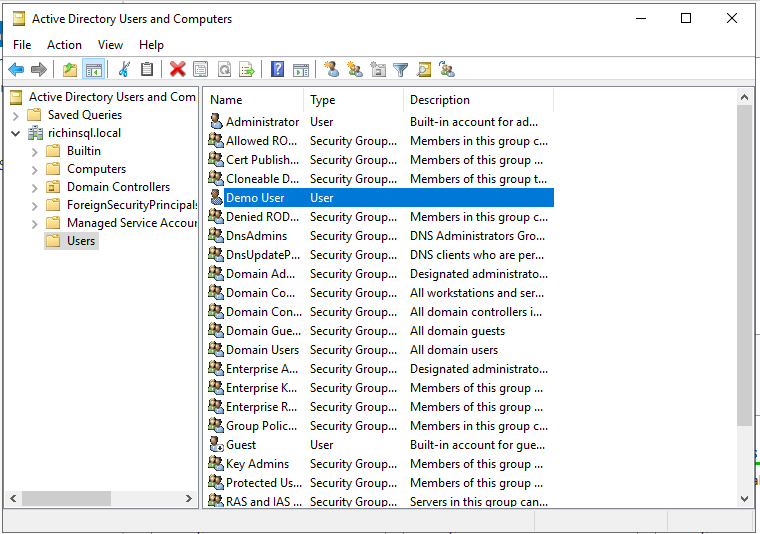 Active Directory Users and Computers
File Action View Help
Active Directory Users and Com
Saved Queries
richinsql.local
Builtin
Computers
Domain Controllers
ForeignSecurityPrincipals
Managed Service Accour
Users
Name Type Description
Administrator User Built-in account for ad...
Allowed RO... Security Group... Members in this group c...
Cert Publish... Security Group... Members of this group ...
Cloneable D... Security Group... Members of this group t...
Demo User User
Denied ROD... Security Group... Members in this group c...
DnsAdmins Security Group... DNS Administrators Gro...
DnsUpdateP... Security Group... DNS clients who are per...
Domain Ad... Security Group... Designated administrato...
Domain Co... Security Group... All workstations and ser...
Domain Con... Security Group... All domain controllers i...
Domain Gue... Security Group... All domain guests
Domain Users Security Group... All domain users
Enterprise A... Security Group... Designated administrato...
Enterprise K... Security Group... Members of this group ...
Enterprise R... Security Group... Members of this group ...
Group Polic... Security Group... Members in this group c...
Guest User Built-in account for gue...
Key Admins Security Group... Members of this group ...
Protected Us... Security Group... Members of this group ...
RAS and IAS ... Security Group... Servers in this group can...